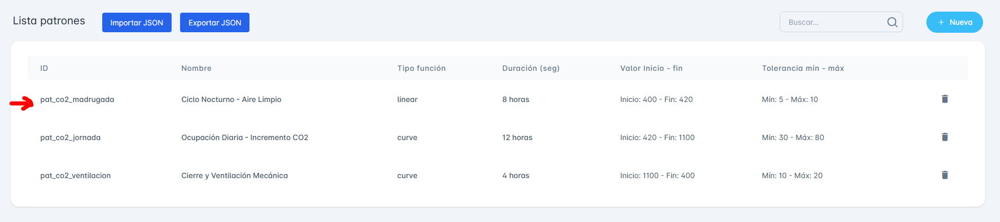 Lista patrones Importar JSON Exportar JSON Buscar... + Nueva
ID Nombre Tipo función Duración (seg) Valor Inicio - fin Tolerancia mín - máx
pat_co2_madrugada Ciclo Nocturno - Aire Limpio linear 8 horas Inicio: 400 - Fin: 420 Mín: 5 - Máx: 10
pat_co2_jornada Ocupación Diaria - Incremento CO2 curve 12 horas Inicio: 420 - Fin: 1100 Mín: 30 - Máx: 80
pat_co2_ventilacion Cierre y Ventilación Mecánica curve 4 horas Inicio: 1100 - Fin: 400 Mín: 10 - Máx: 20